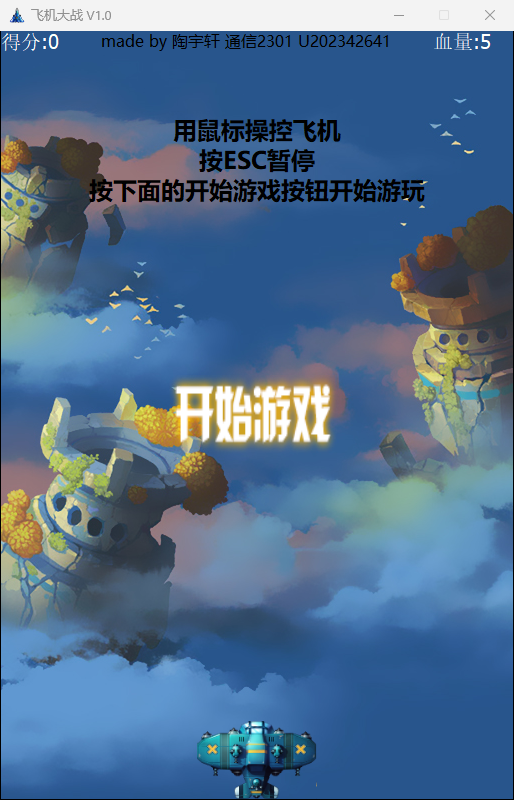 飞机大战 V1.0
得分:0 made by 陶宇轩 通信2301 U202342641 血量:5
用鼠标操控飞机
按ESC暂停
按下面的开始游戏按钮开始游玩
开始游戏